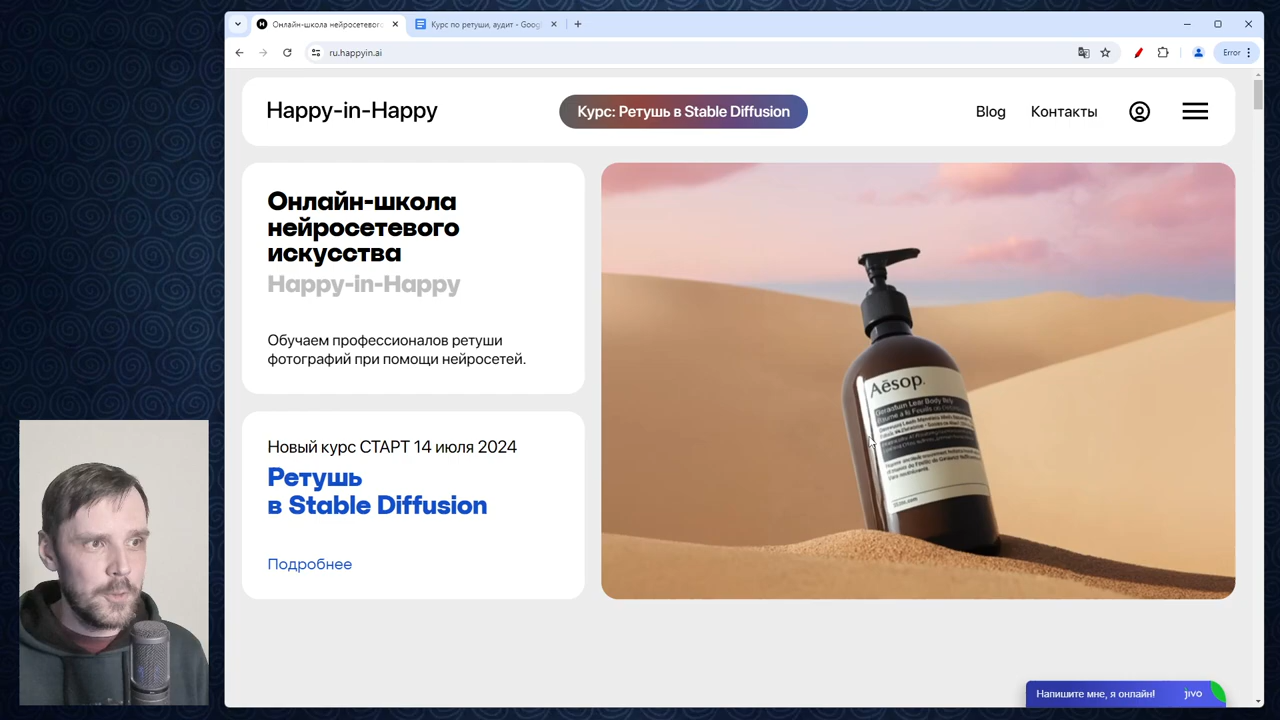 Онлайн-школа нейросетевого
Курс по ретуши, аудит - Goog
ru.happyin.ai
Error
Happy-in-Happy
Курс: Ретушь в Stable Diffusion
Blog
Контакты
Онлайн-школа
нейросетевого
искусства
Happy-in-Happy
Обучаем профессионалов ретуши
фотографий при помощи нейросетей.
Новый курс СТАРТ 14 июля 2024
Ретушь
в Stable Diffusion
Подробнее
Aēsop.
Напишите мне, я онлайн!
jivo